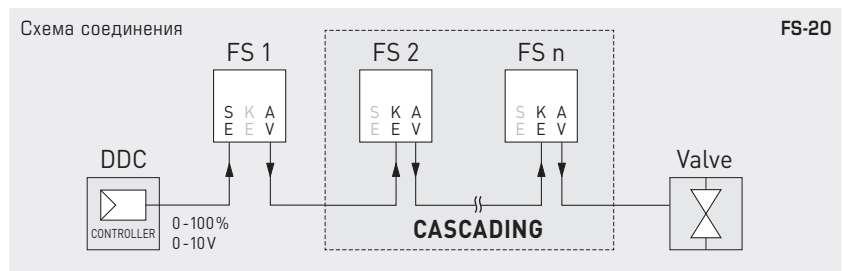 Схема соединения
FS-20
FS 1
FS 2
FS n
S K A
E E V
S K A
E E V
S K A
E E V
DDC
CONTROLLER
0-100%
0-10V
CASCADING
Valve